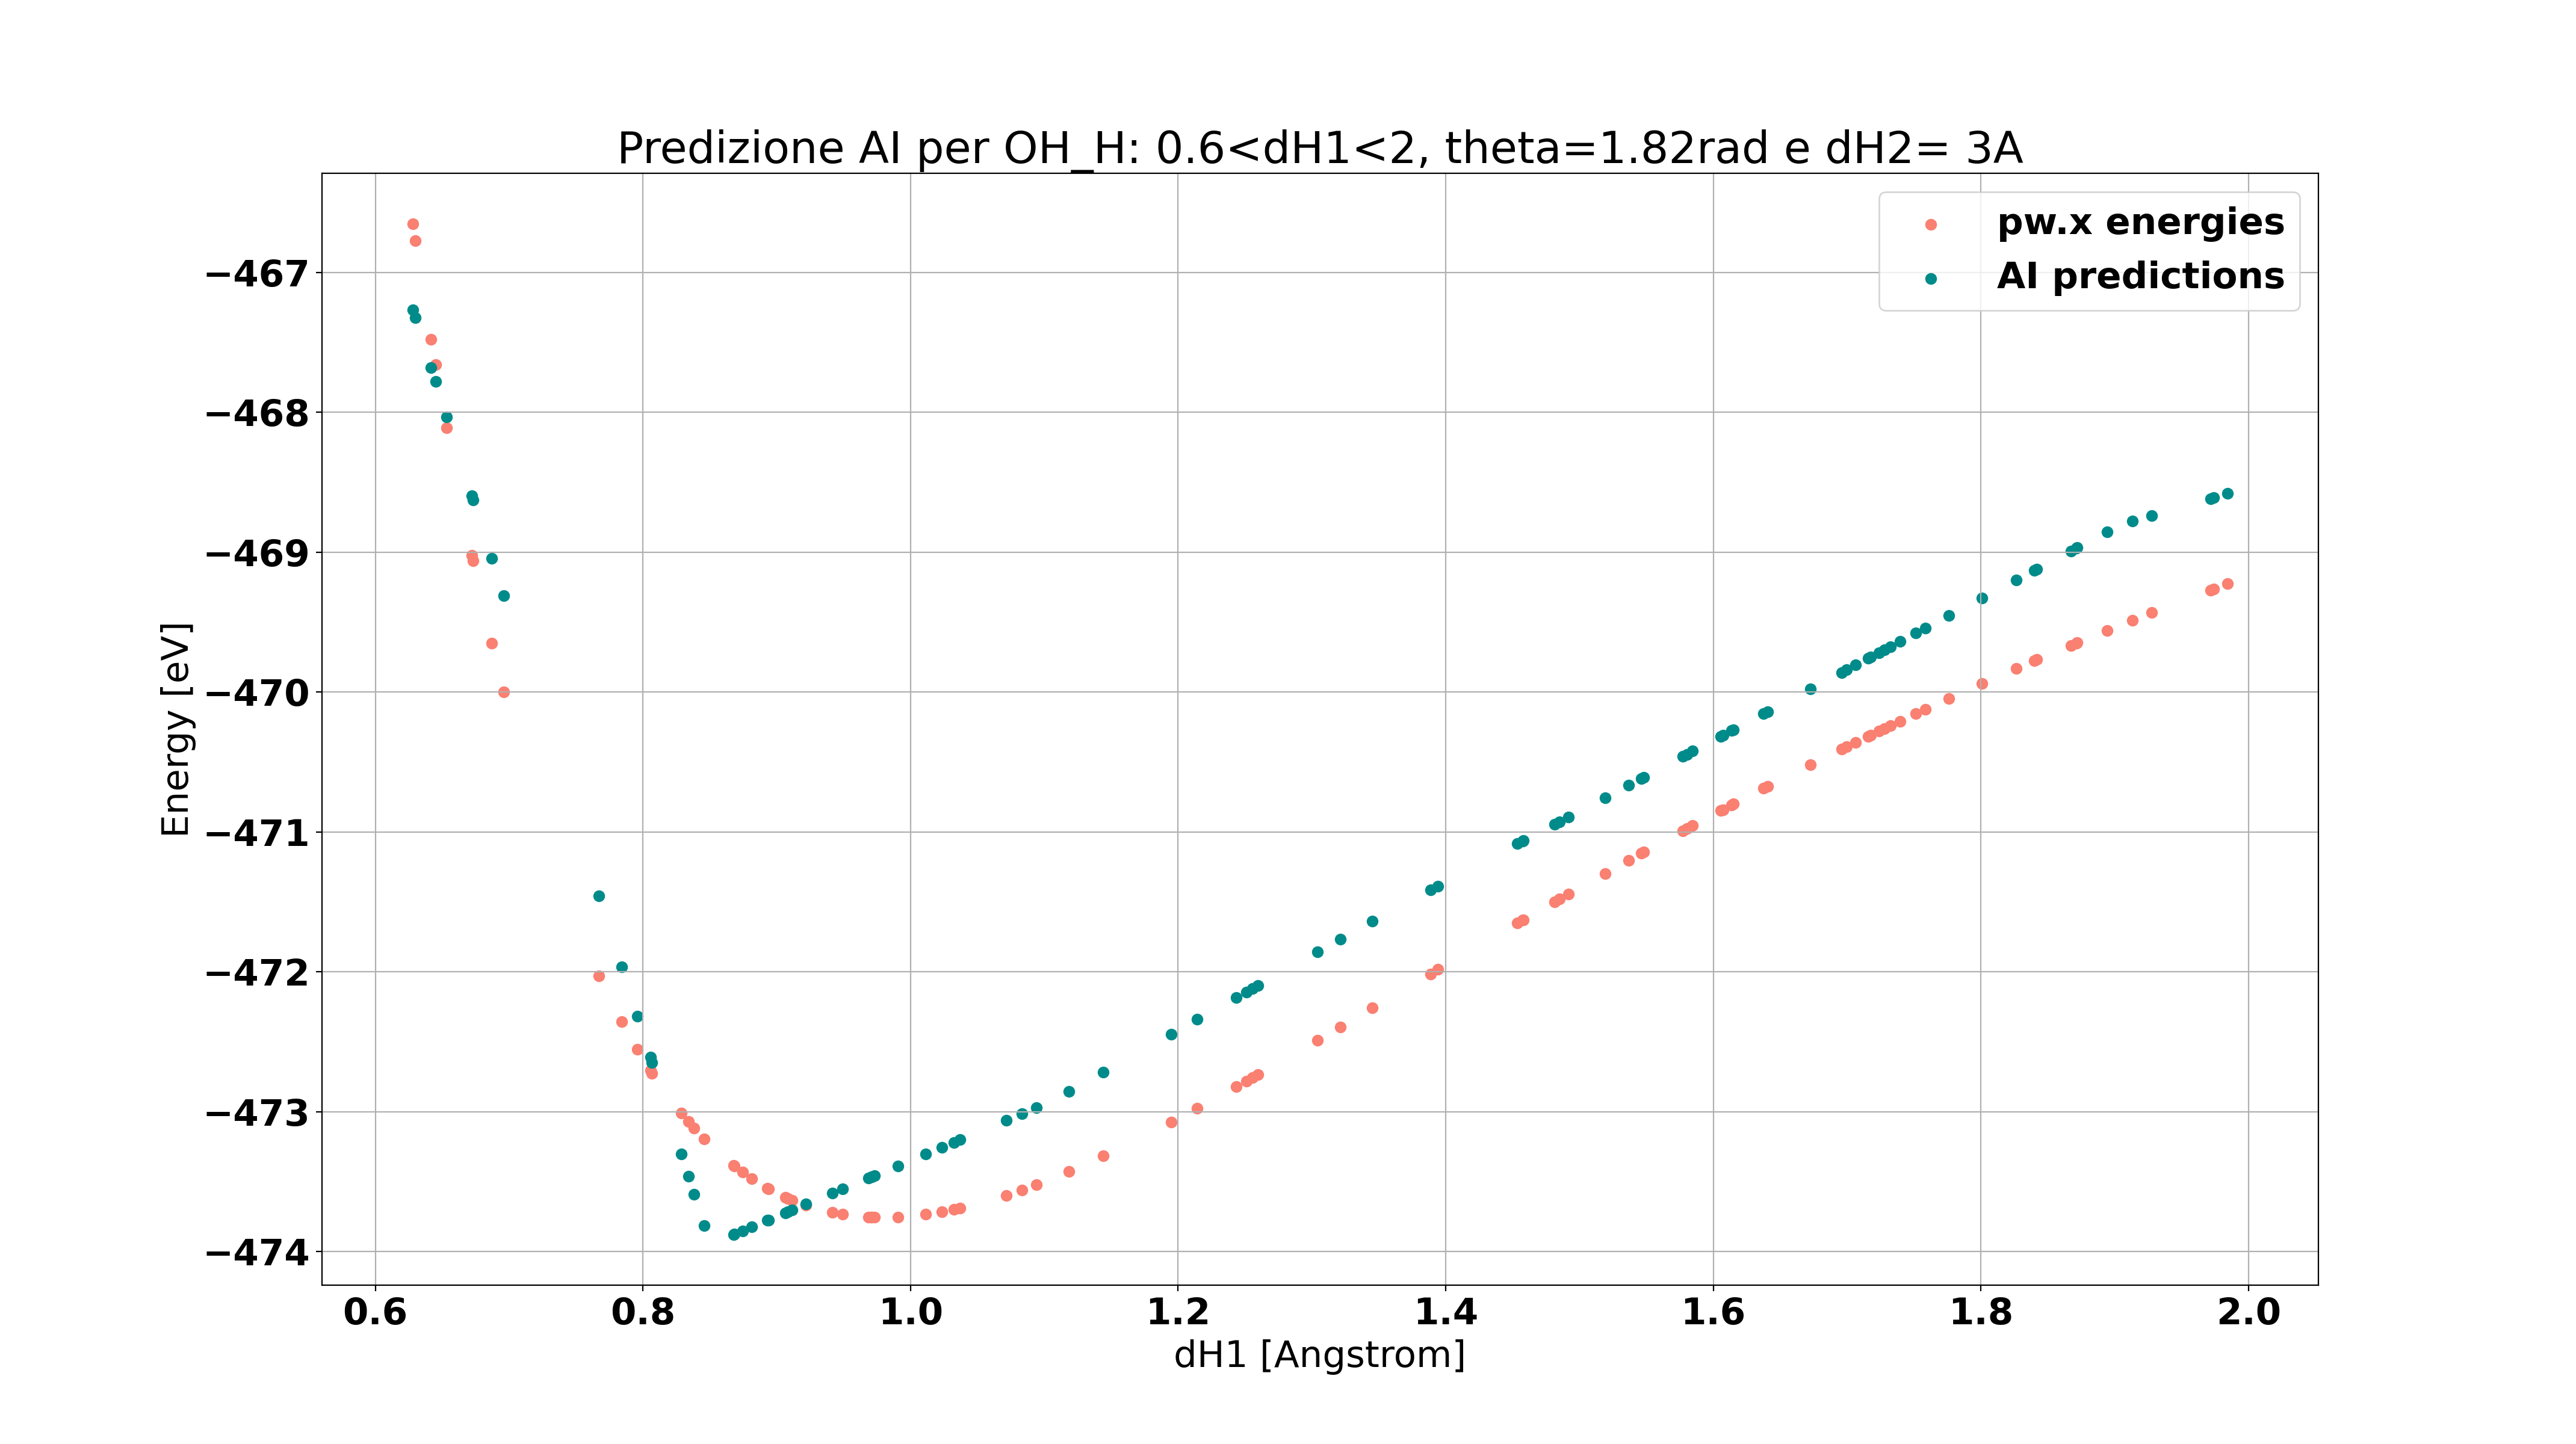 Predizione AI per OH_H: 0.6<dH1<2, theta=1.82rad e dH2= 3A
pw.x energies
AI predictions
Energy [eV]
−467
−468
−469
−470
−471
−472
−473
−474
0.6 0.8 1.0 1.2 1.4 1.6 1.8 2.0
dH1 [Angstrom]